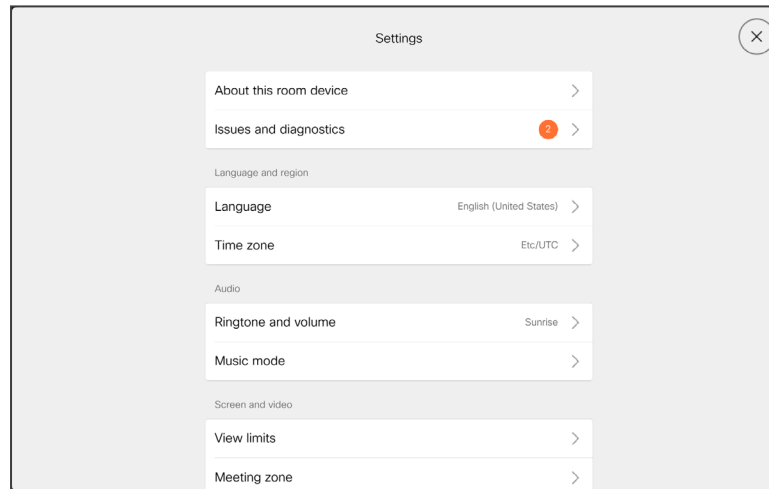 Settings
About this room device
Issues and diagnostics 2
Language and region
Language English (United States)
Time zone Etc/UTC
Audio
Ringtone and volume Sunrise
Music mode
Screen and video
View limits
Meeting zone